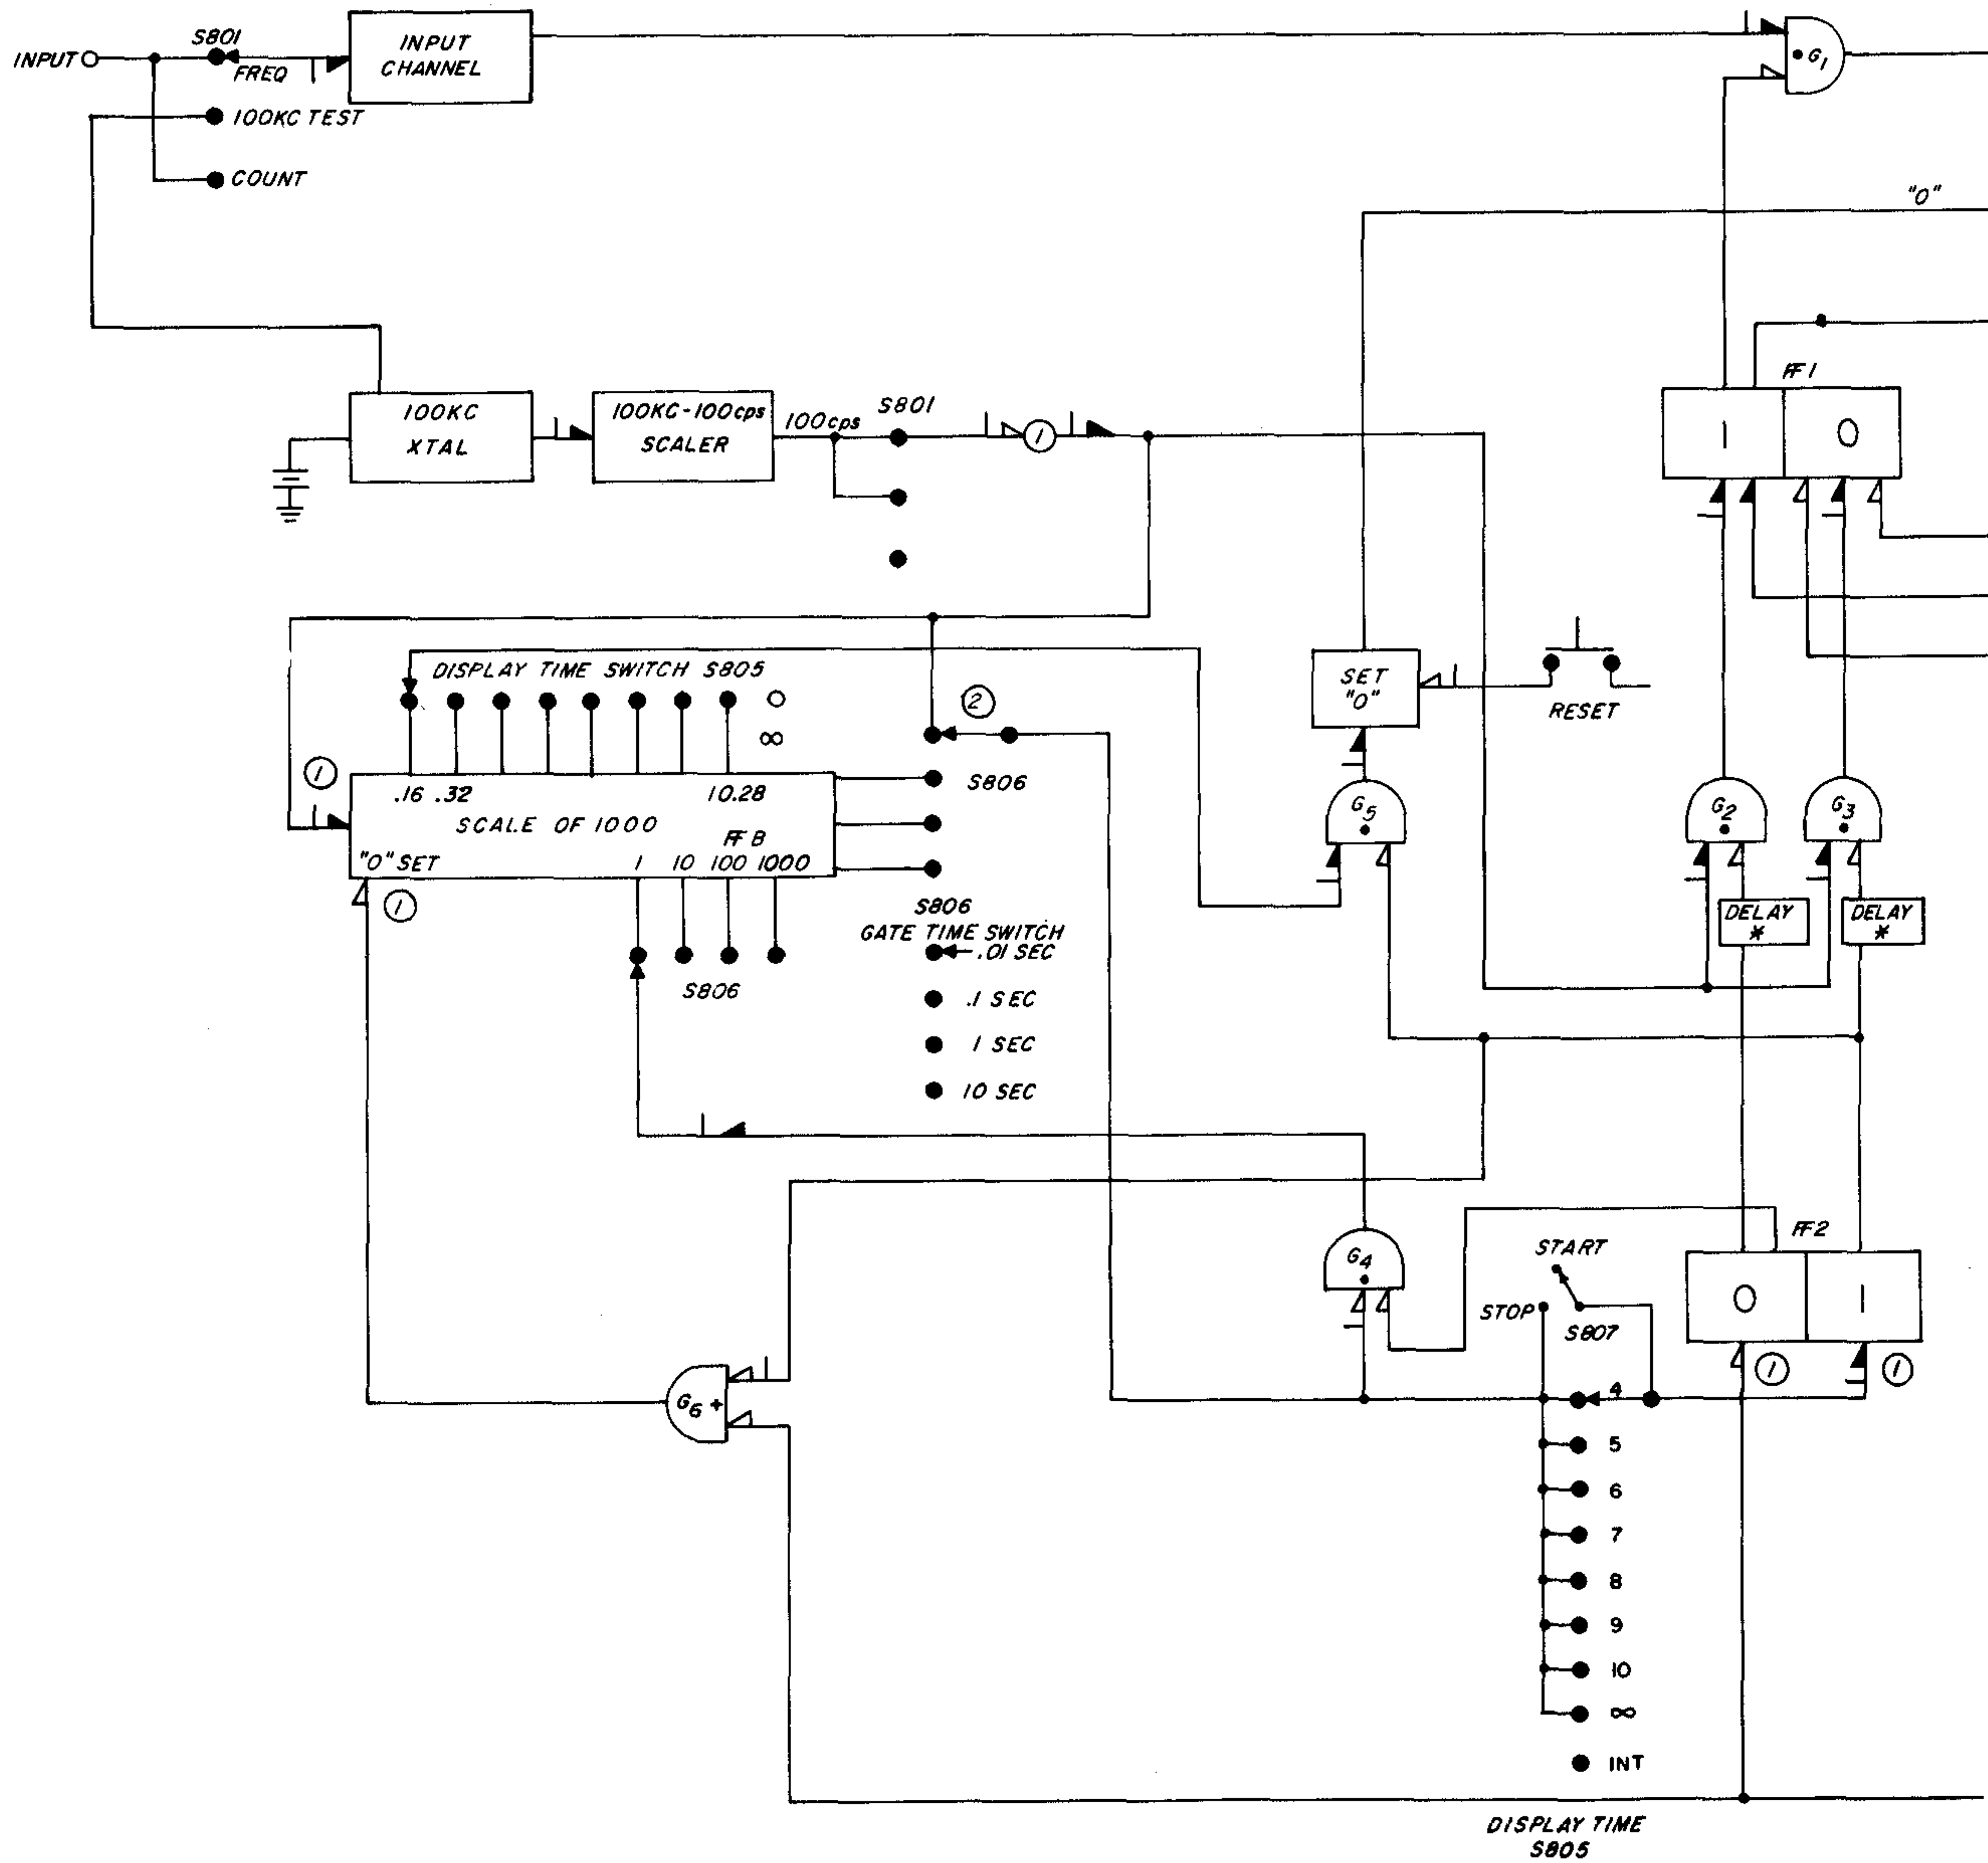 INPUT
S801
FREQ
INPUT
CHANNEL
100KC TEST
COUNT
G1
"0"
100KC
XTAL
100KC-100cps
SCALER
100cps
S801
1
FF1
1
0
DISPLAY TIME SWITCH S805
∞
2
S806
1
.16 .32
10.28
SCALE OF 1000
FF B
"0" SET
1 10 100 1000
1
S806
S806
GATE TIME SWITCH
.01 SEC
.1 SEC
1 SEC
10 SEC
SET
"0"
RESET
G5
G2
G3
DELAY
*
DELAY
*
G4
START
STOP
S807
FF2
0
1
1
1
G6 +
4
5
6
7
8
9
10
∞
INT
DISPLAY TIME
S805